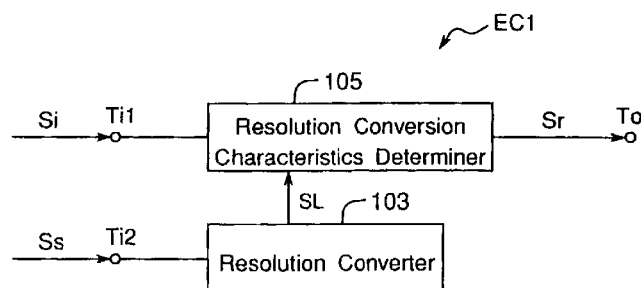 EC1
105
Si Ti1 Resolution Conversion Characteristics Determiner Sr To
SL 103
Ss Ti2 Resolution Converter